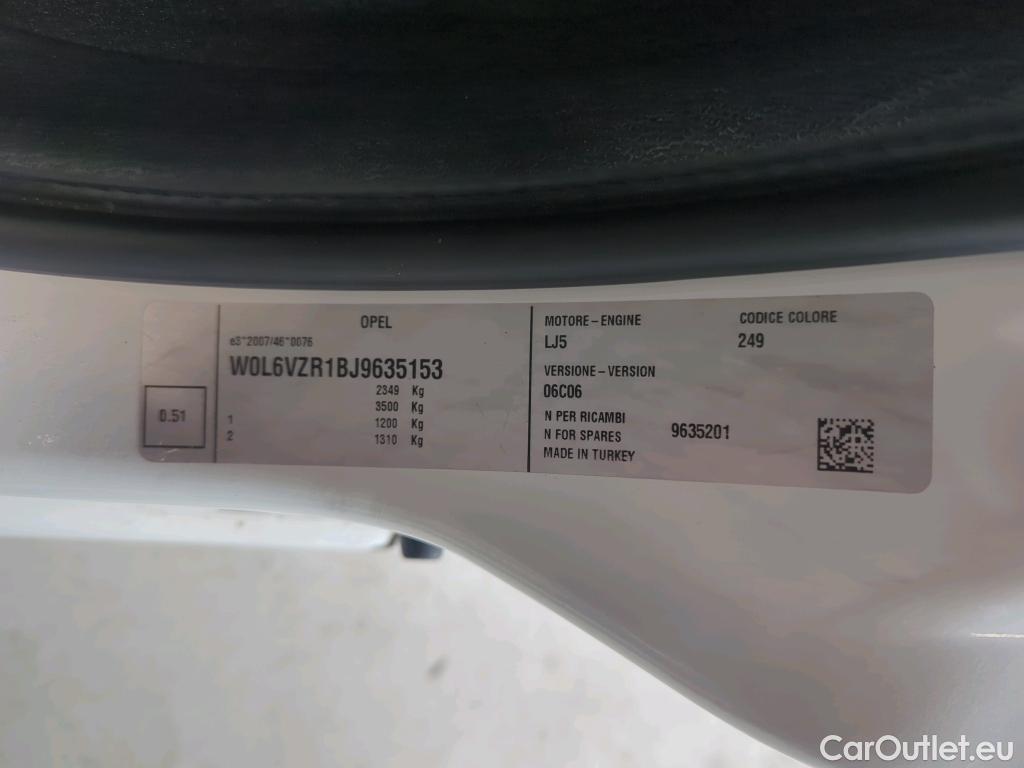 OPEL
e3*2007/46*0076
W0L6VZR1BJ9635153
2349 Kg
3500 Kg
1 1200 Kg
2 1310 Kg
0.51
MOTORE - ENGINE
LJ5
CODICE COLORE
249
VERSIONE - VERSION
06C06
N PER RICAMBI
N FOR SPARES 9635201
MADE IN TURKEY
CarOutlet.eu